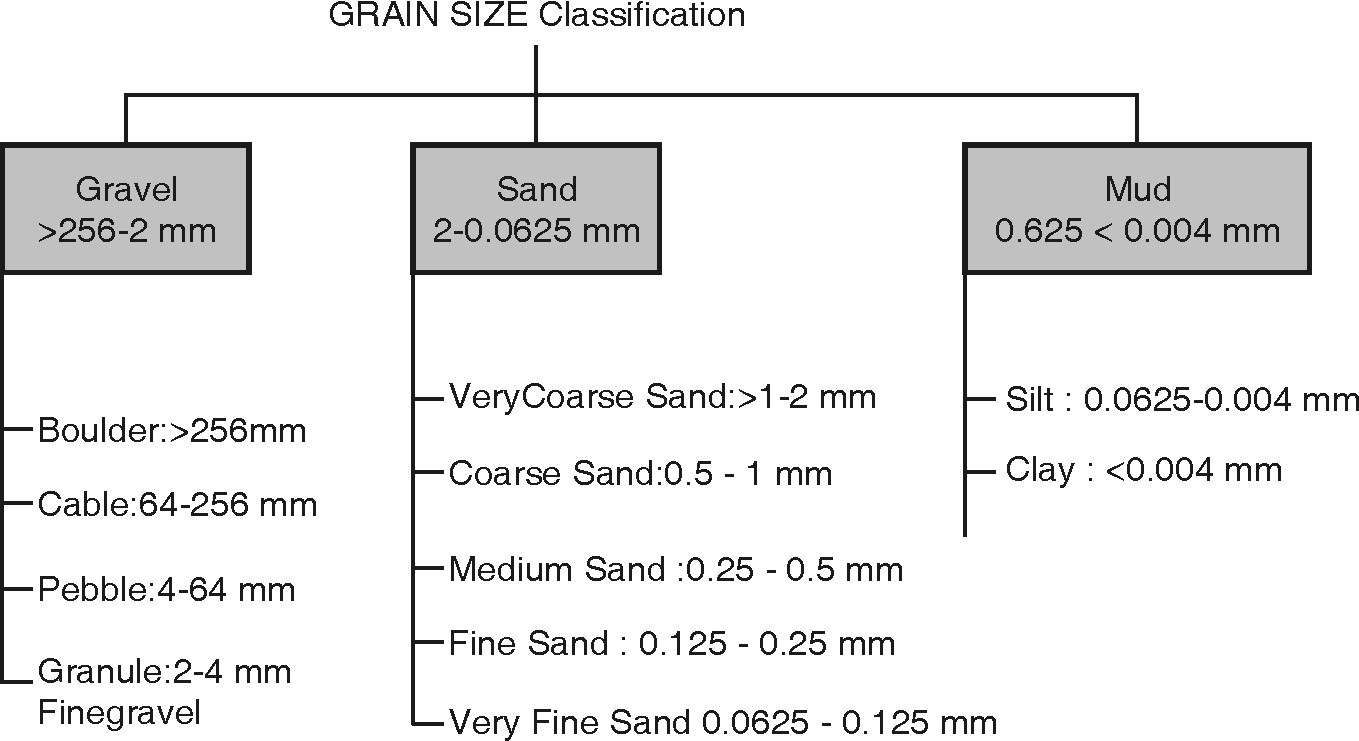 GRAIN SIZE Classification
Gravel
>256-2 mm
Sand
2-0.0625 mm
Mud
0.625 < 0.004 mm
Boulder:>256mm
Cable:64-256 mm
Pebble:4-64 mm
Granule:2-4 mm
Finegravel
VeryCoarse Sand:>1-2 mm
Coarse Sand:0.5 - 1 mm
Medium Sand :0.25 - 0.5 mm
Fine Sand : 0.125 - 0.25 mm
Very Fine Sand 0.0625 - 0.125 mm
Silt : 0.0625-0.004 mm
Clay : <0.004 mm